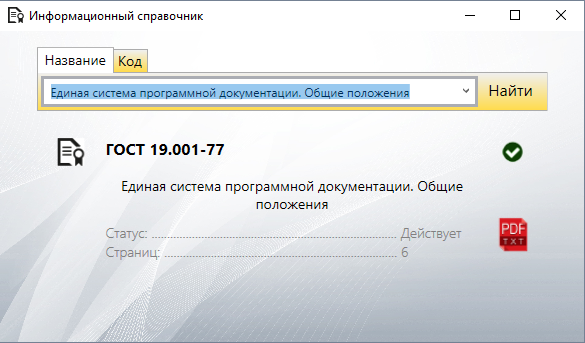 Информационный справочник
Название
Код
Единая система программной документации. Общие положения
Найти
ГОСТ 19.001-77
Единая система программной документации. Общие
положения
Статус: ............................................................... Действует
Страниц: ............................................................ 6
PDF
TXT